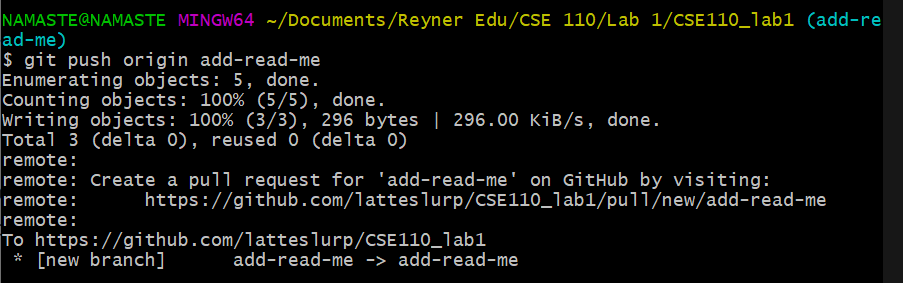 NAMASTE@NAMASTE MINGW64 ~/Documents/Reyner Edu/CSE 110/Lab 1/CSE110_lab1 (add-re
ad-me)
$ git push origin add-read-me
Enumerating objects: 5, done.
Counting objects: 100% (5/5), done.
Writing objects: 100% (3/3), 296 bytes | 296.00 KiB/s, done.
Total 3 (delta 0), reused 0 (delta 0)
remote:
remote: Create a pull request for 'add-read-me' on GitHub by visiting:
remote:      https://github.com/latteslurp/CSE110_lab1/pull/new/add-read-me
remote:
To https://github.com/latteslurp/CSE110_lab1
 * [new branch]      add-read-me -> add-read-me